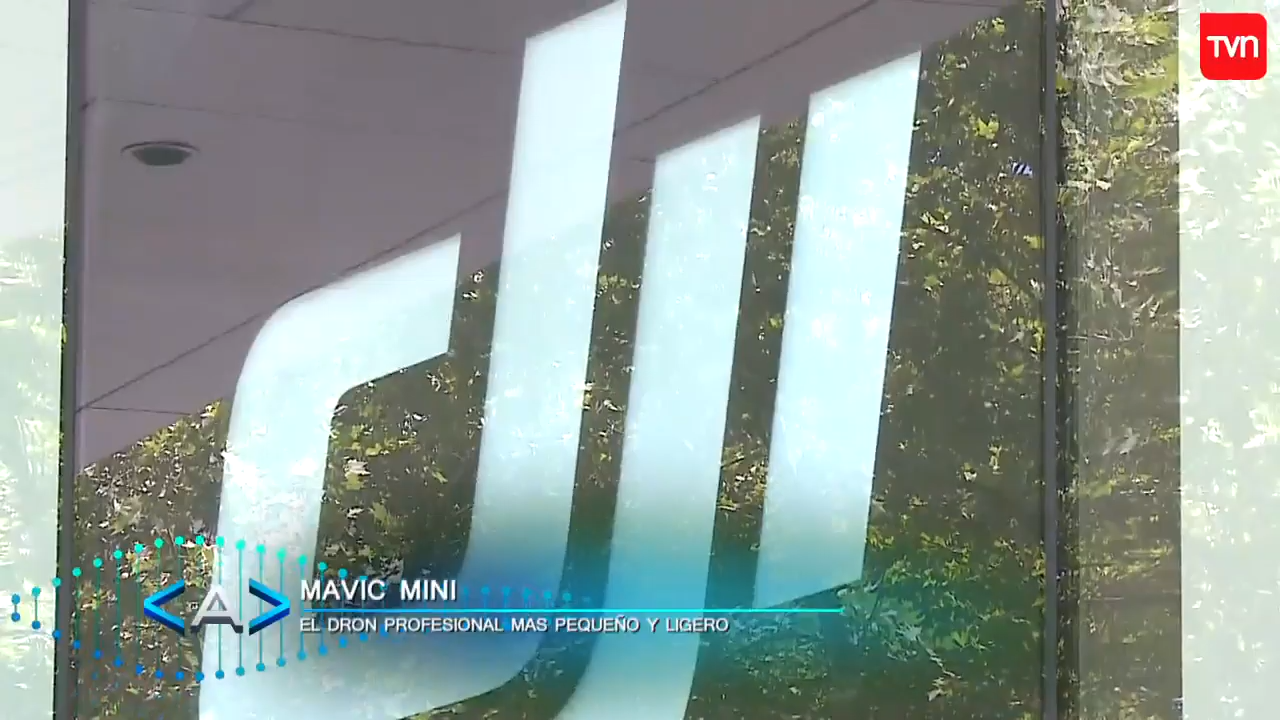 TVN
dji
<A>
MAVIC MINI
EL DRON PROFESIONAL MAS PEQUEÑO Y LIGERO